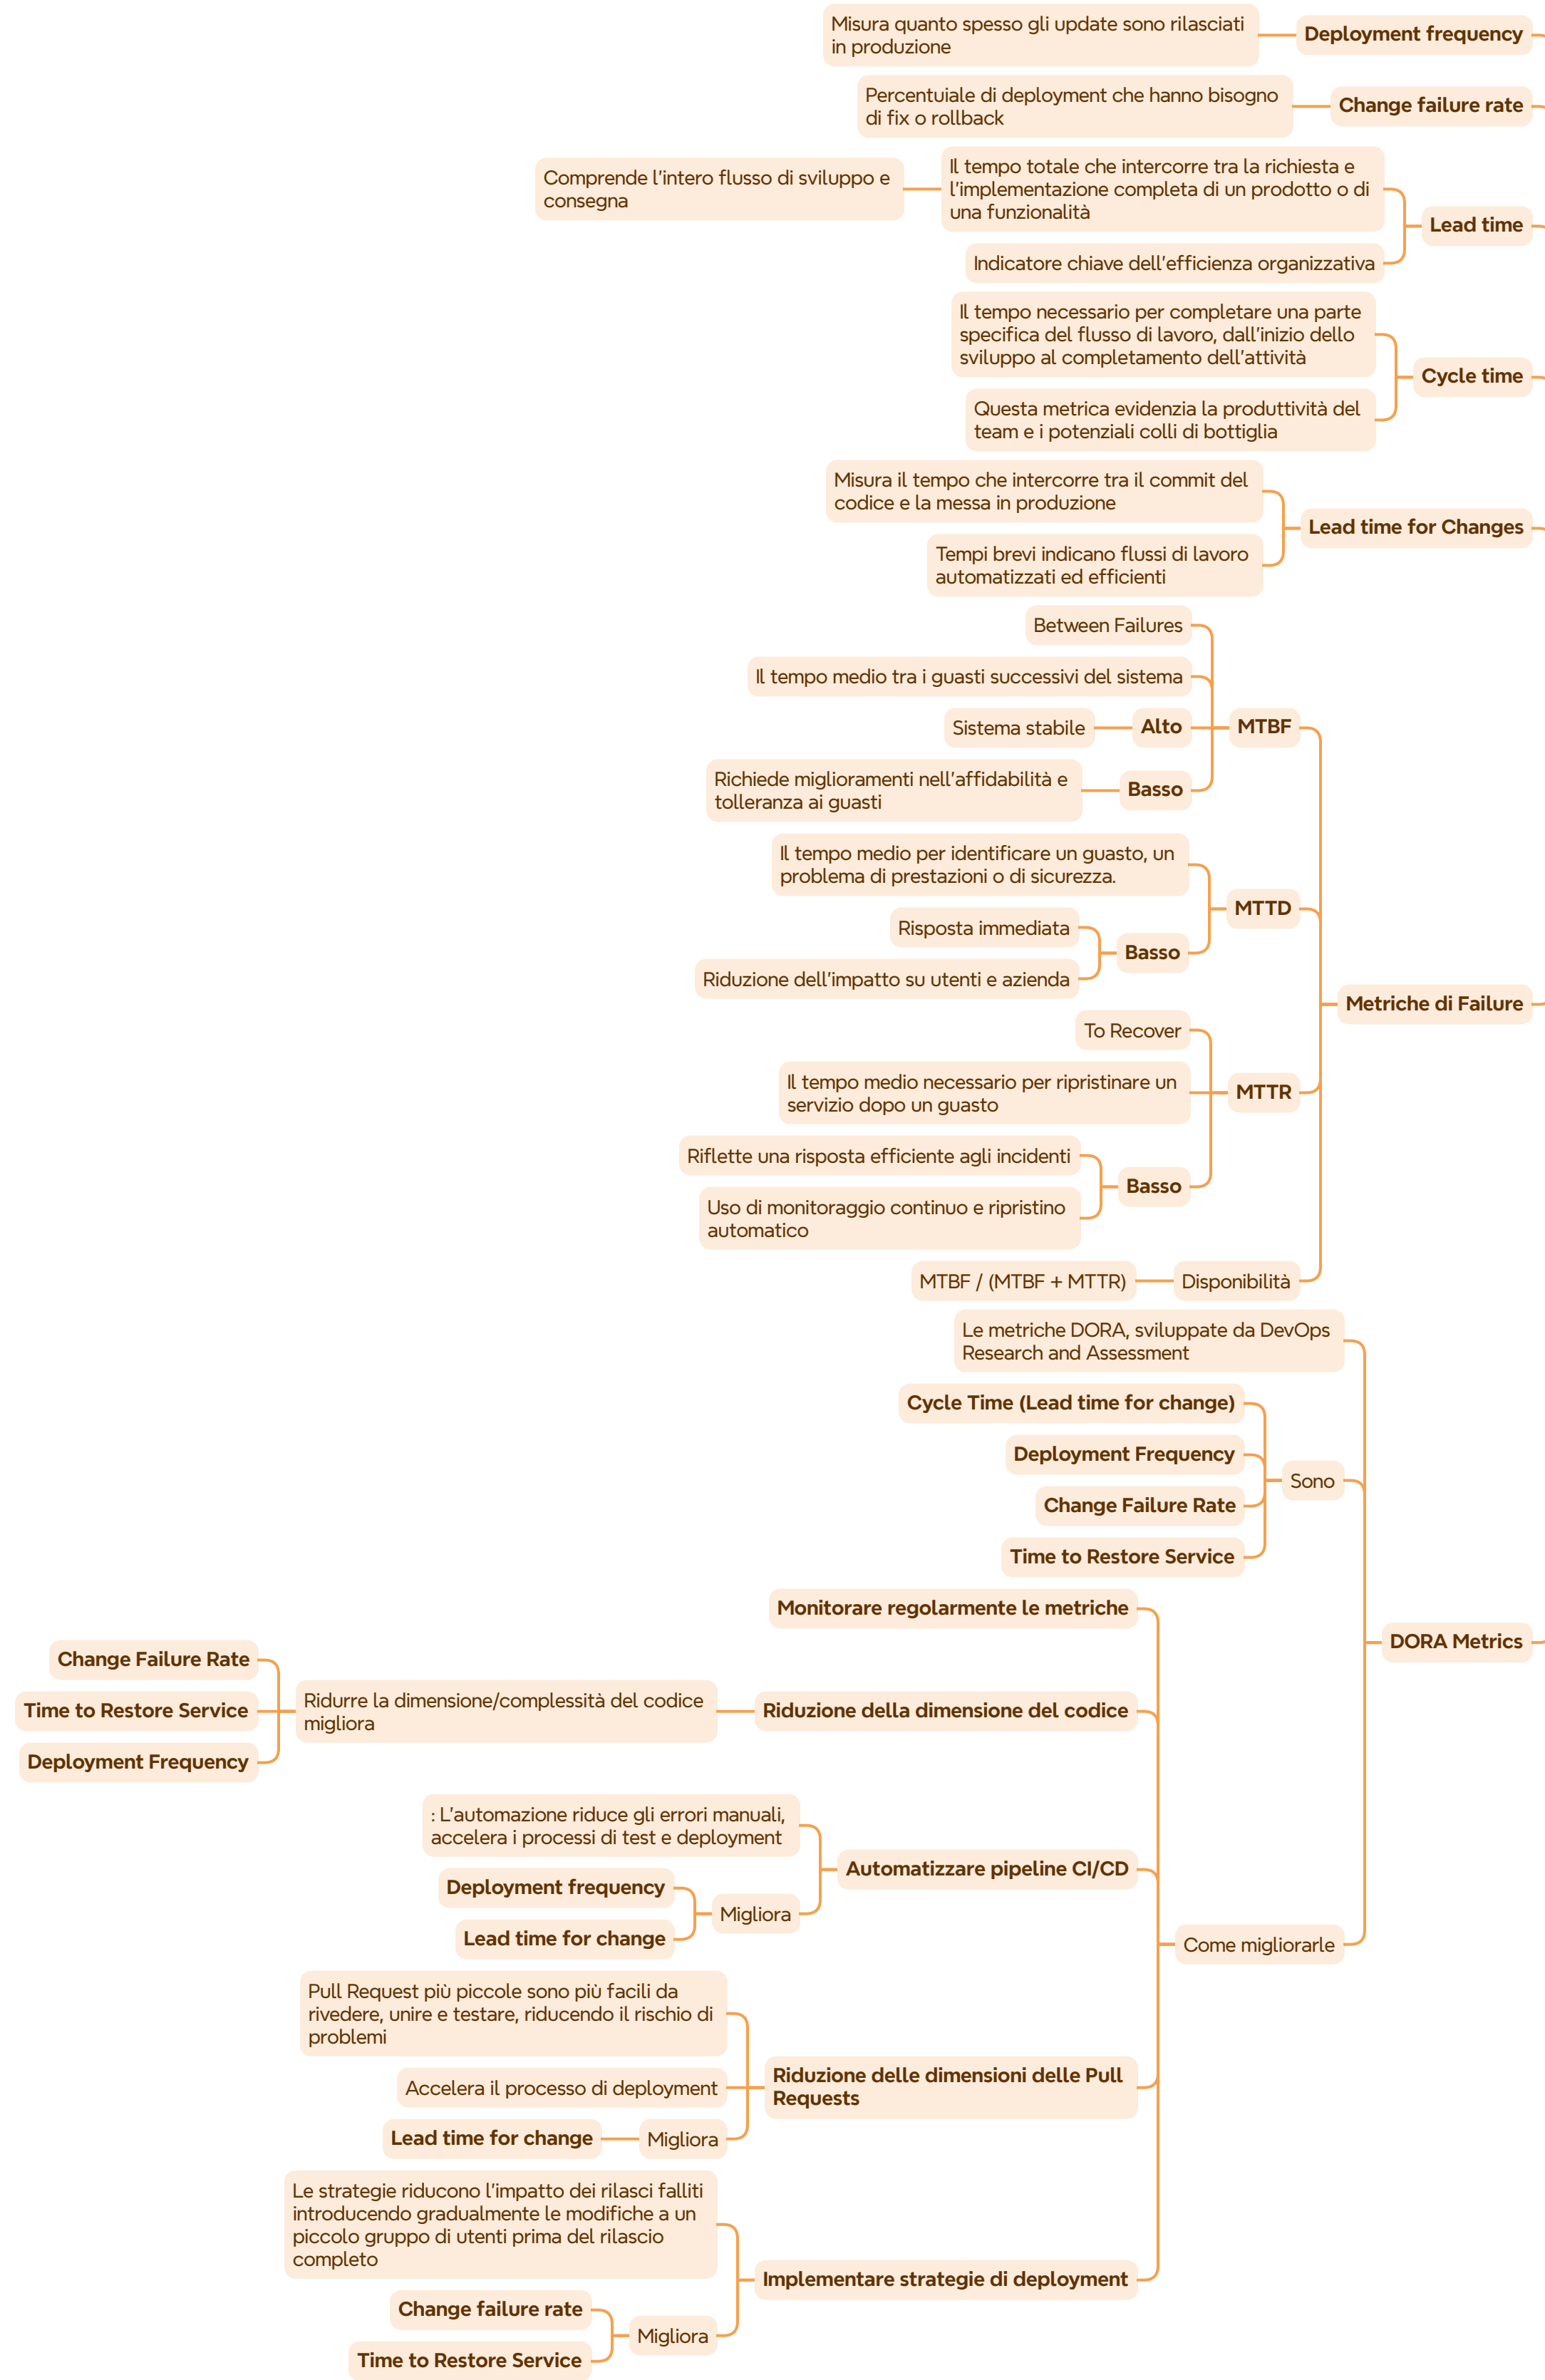 Misura quanto spesso gli update sono rilasciati
in produzione
Deployment frequency
Percentuiale di deployment che hanno bisogno
di fix o rollback
Change failure rate
Comprende l'intero flusso di sviluppo e
consegna
Il tempo totale che intercorre tra la richiesta e
l'implementazione completa di un prodotto o di
una funzionalità
Lead time
Indicatore chiave dell'efficienza organizzativa
Il tempo necessario per completare una parte
specifica del flusso di lavoro, dall'inizio dello
sviluppo al completamento dell'attività
Cycle time
Questa metrica evidenzia la produttività del
team e i potenziali colli di bottiglia
Misura il tempo che intercorre tra il commit del
codice e la messa in produzione
Lead time for Changes
Tempi brevi indicano flussi di lavoro
automatizzati ed efficienti
Between Failures
Il tempo medio tra i guasti successivi del sistema
Sistema stabile
Alto
MTBF
Richiede miglioramenti nell'affidabilità e
tolleranza ai guasti
Basso
Il tempo medio per identificare un guasto, un
problema di prestazioni o di sicurezza.
MTTD
Risposta immediata
Basso
Riduzione dell'impatto su utenti e azienda
Metriche di Failure
To Recover
Il tempo medio necessario per ripristinare un
servizio dopo un guasto
MTTR
Riflette una risposta efficiente agli incidenti
Basso
Uso di monitoraggio continuo e ripristino
automatico
MTBF / (MTBF + MTTR)
Disponibilità
Le metriche DORA, sviluppate da DevOps
Research and Assessment
Cycle Time (Lead time for change)
Deployment Frequency
Sono
Change Failure Rate
Time to Restore Service
Monitorare regolarmente le metriche
DORA Metrics
Change Failure Rate
Time to Restore Service
Deployment Frequency
Ridurre la dimensione/complessità del codice
migliora
Riduzione della dimensione del codice
: L'automazione riduce gli errori manuali,
accelera i processi di test e deployment
Automatizzare pipeline CI/CD
Deployment frequency
Migliora
Lead time for change
Come migliorarle
Pull Request più piccole sono più facili da
rivedere, unire e testare, riducendo il rischio di
problemi
Riduzione delle dimensioni delle Pull
Requests
Accelera il processo di deployment
Lead time for change
Migliora
Le strategie riducono l'impatto dei rilasci falliti
introducendo gradualmente le modifiche a un
piccolo gruppo di utenti prima del rilascio
completo
Implementare strategie di deployment
Change failure rate
Migliora
Time to Restore Service